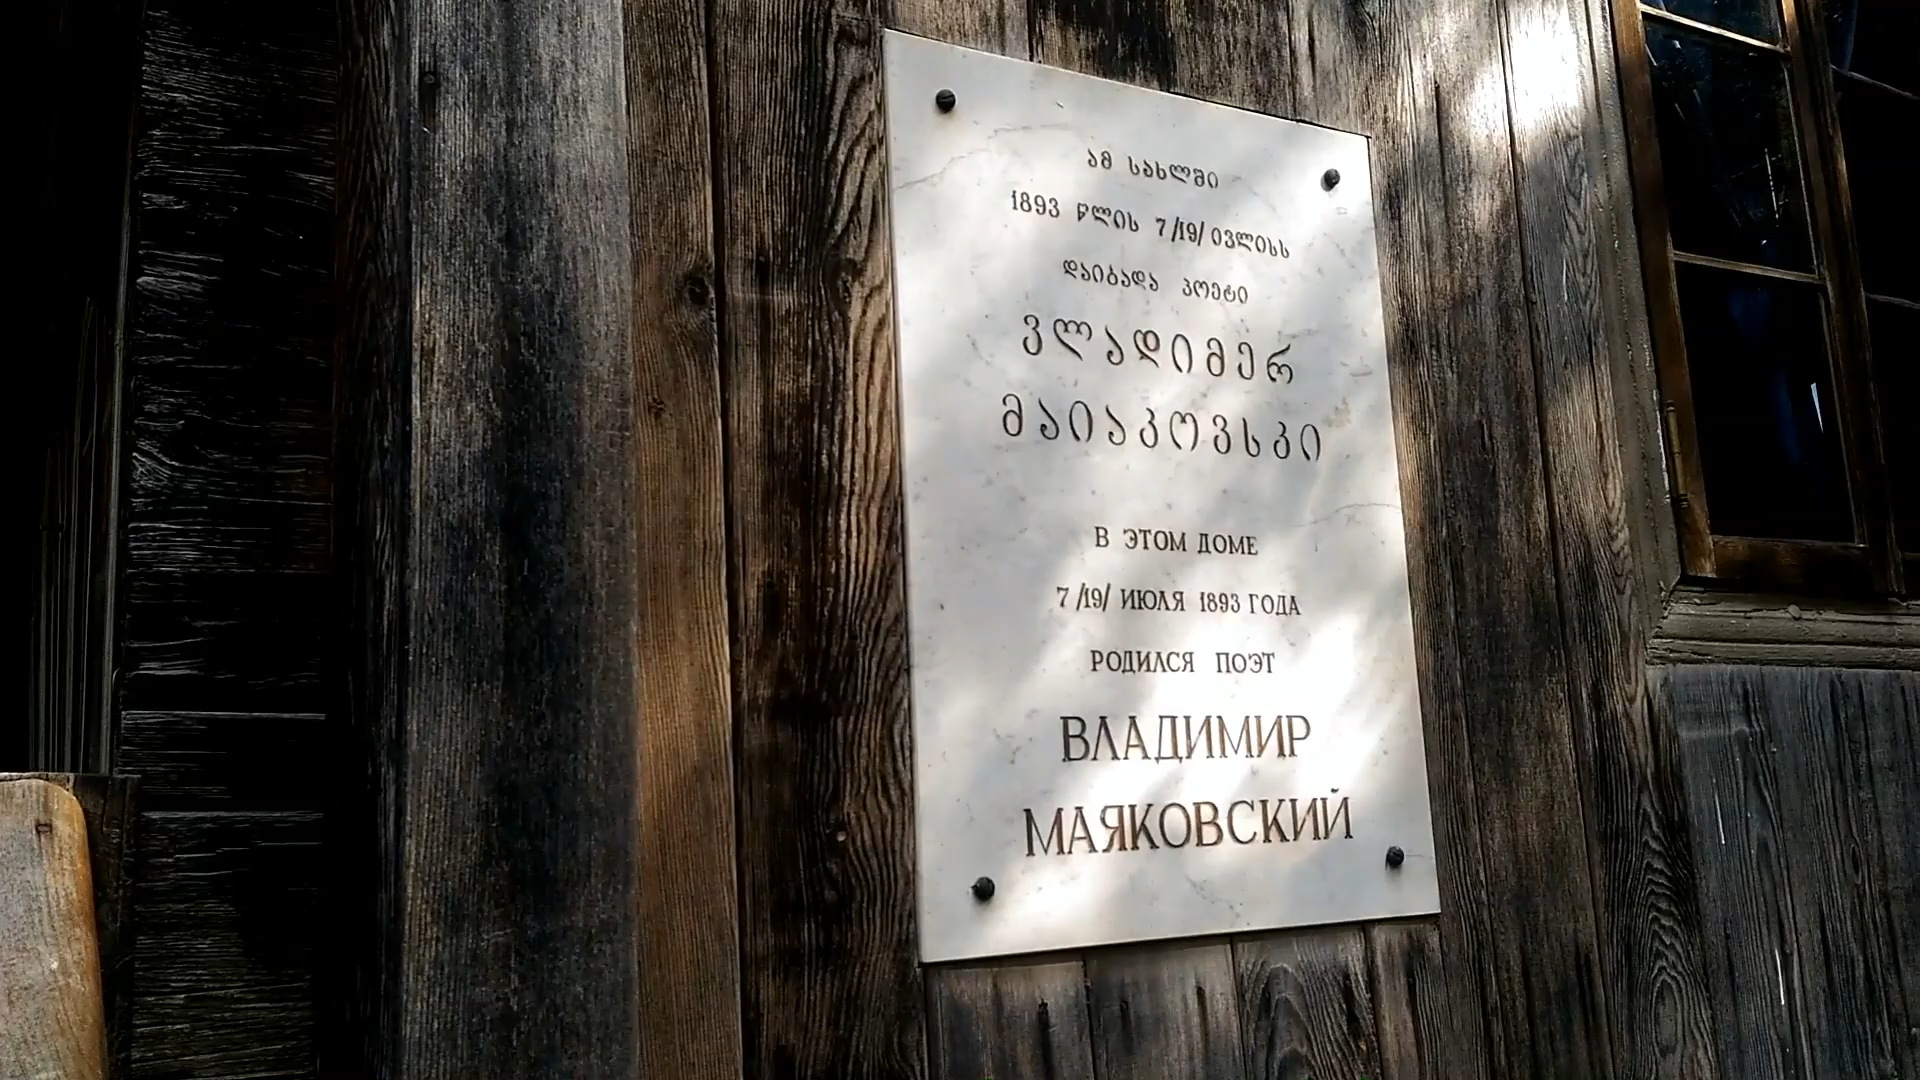 ამ სახლში
1893 წლის 7/19/ ივლისს
დაიბადა პოეტი
ვლადიმერ
მაიაკოვსკი
В ЭТОМ ДОМЕ
7/19/ ИЮЛЯ 1893 ГОДА
РОДИЛСЯ ПОЭТ
ВЛАДИМИР
МАЯКОВСКИЙ